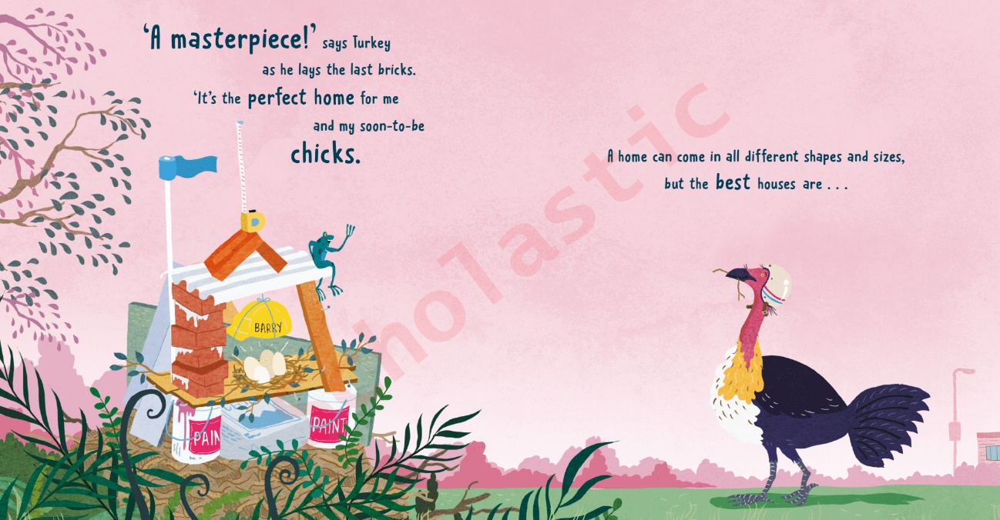 ‘A masterpiece!’ says Turkey
as he lays the last bricks.
‘It’s the perfect home for me
and my soon-to-be
chicks.
A home can come in all different shapes and sizes,
but the best houses are . . .
BARRY
PAIN
PAINT
holastic